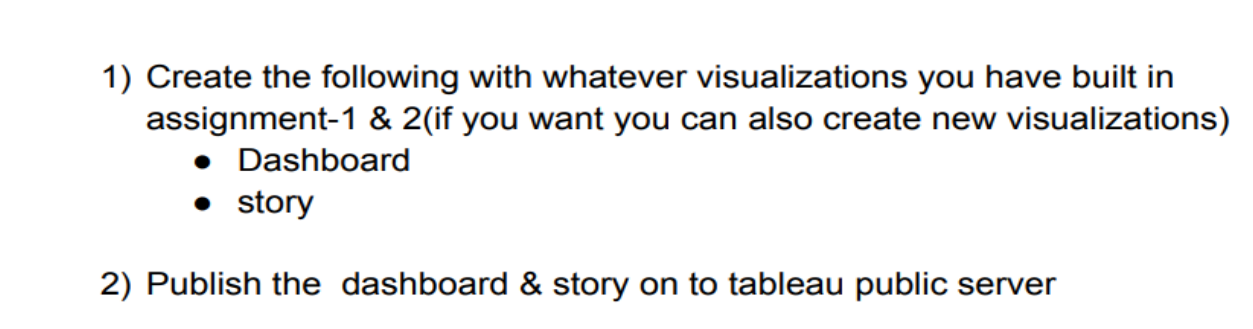 1) Create the following with whatever visualizations you have built in
assignment-1 & 2(if you want you can also create new visualizations)
● Dashboard
● story
2) Publish the dashboard & story on to tableau public server